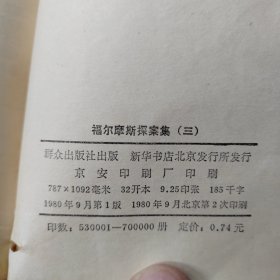 福尔摩斯探案集（三）
群众出版社出版 新华书店北京发行所发行
京安印刷厂印刷
787×1092毫米 32开本 9.25印张 185千字
1980年9月第1版 1980年9月北京第2次印刷
印数：530001—700000册 定价：0.74元